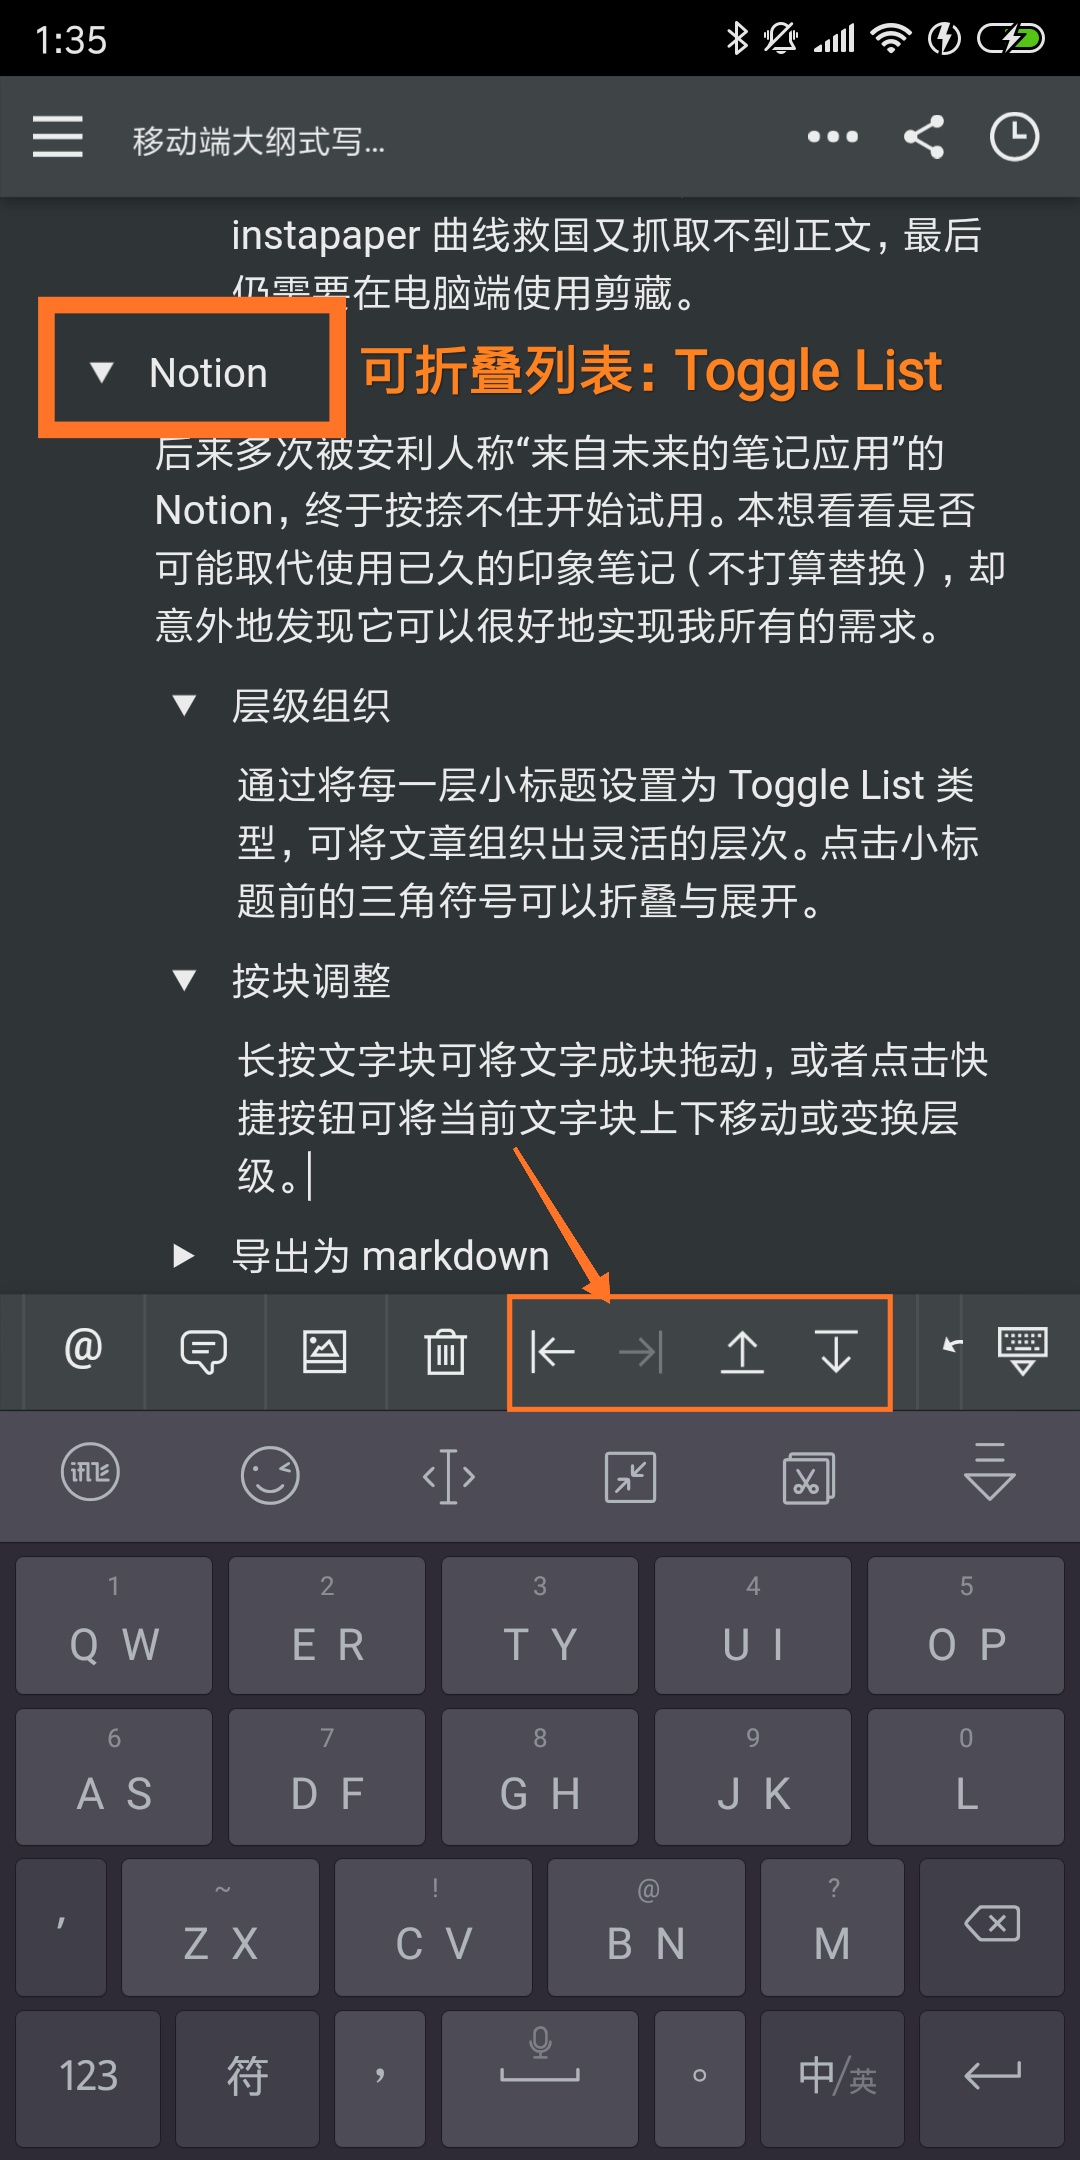 1:35
移动端大纲式写...
instapaper 曲线救国又抓取不到正文，最后
仍需要在电脑端使用剪藏。
Notion
可折叠列表：Toggle List
后来多次被安利人称“来自未来的笔记应用”的
Notion，终于按捺不住开始试用。本想看看是否
可能取代使用已久的印象笔记（不打算替换），却
意外地发现它可以很好地实现我所有的需求。
层级组织
通过将每一层小标题设置为 Toggle List 类
型，可将文章组织出灵活的层次。点击小标
题前的三角符号可以折叠与展开。
按块调整
长按文字块可将文字成块拖动，或者点击快
捷按钮可将当前文字块上下移动或变换层
级。
导出为 markdown
@
1 2 3 4 5
Q W E R T Y U I O P
6 7 8 9 0
A S D F G H J K L
~ ! @ ?
' Z X C V B N M
123 符 ， 。 中/英